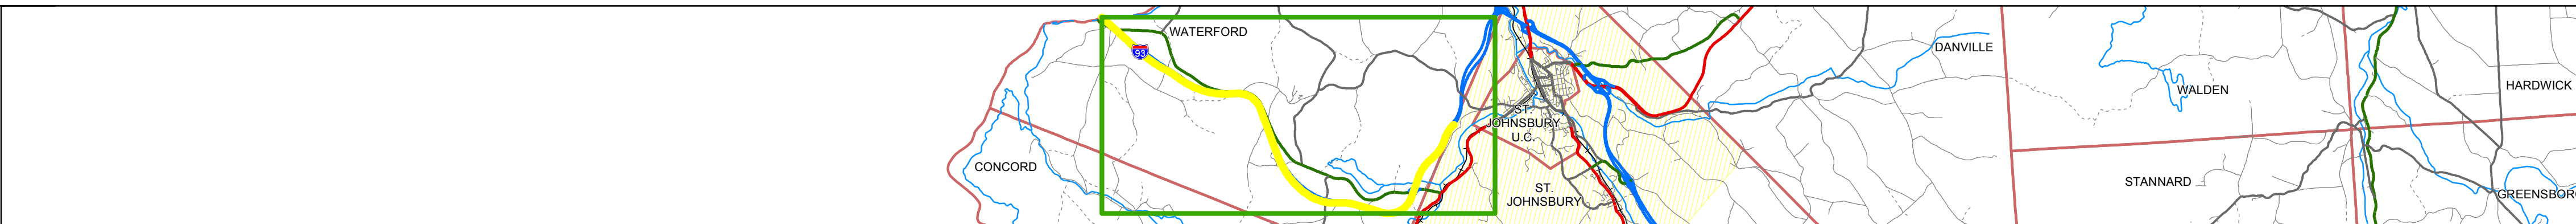 WATERFORD
93
DANVILLE
WALDEN
HARDWICK
ST.
JOHNSBURY
U.C.
CONCORD
STANNARD
ST.
JOHNSBURY
GREENSBOR